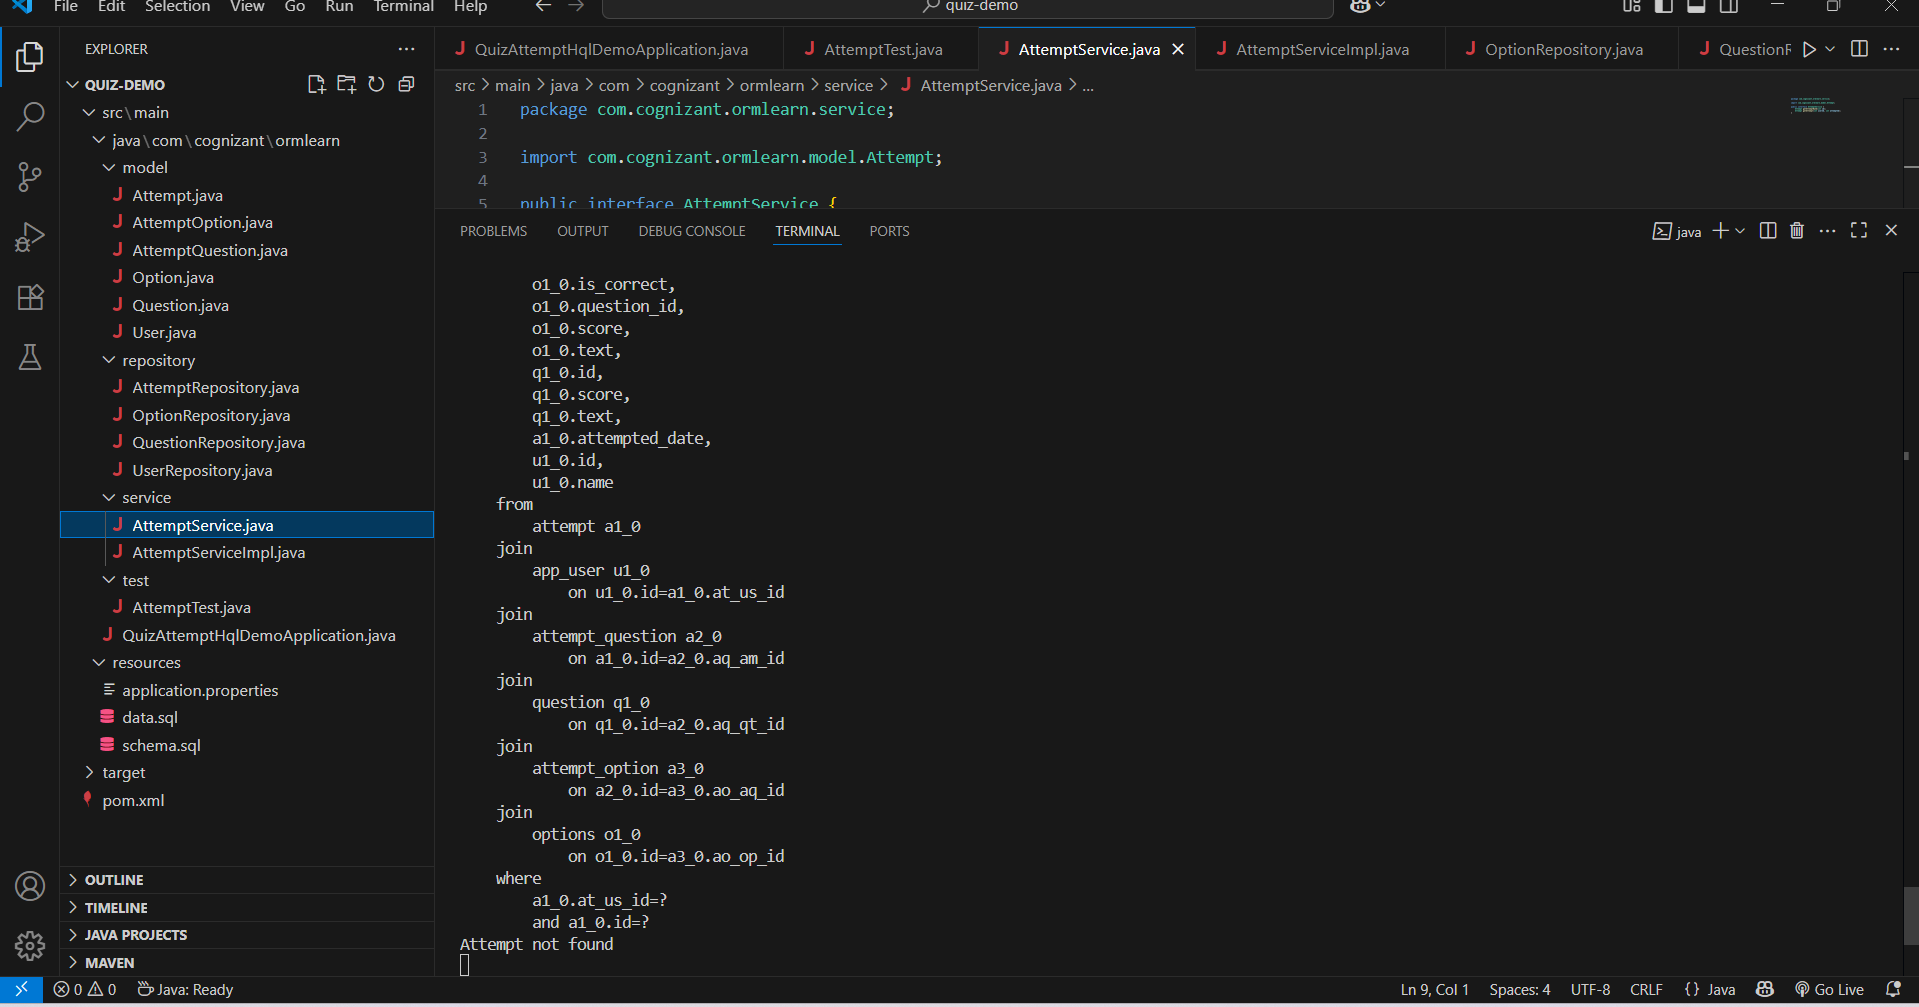 File Edit Selection View Go Run Terminal Help
quiz-demo
EXPLORER
QUIZ-DEMO
src\main
java\com\cognizant\ormlearn
model
Attempt.java
AttemptOption.java
AttemptQuestion.java
Option.java
Question.java
User.java
repository
AttemptRepository.java
OptionRepository.java
QuestionRepository.java
UserRepository.java
service
AttemptService.java
AttemptServiceImpl.java
test
AttemptTest.java
QuizAttemptHqlDemoApplication.java
resources
application.properties
data.sql
schema.sql
target
pom.xml
OUTLINE
TIMELINE
JAVA PROJECTS
MAVEN
QuizAttemptHqlDemoApplication.java AttemptTest.java AttemptService.java AttemptServiceImpl.java OptionRepository.java QuestionR
src > main > java > com > cognizant > ormlearn > service > AttemptService.java > ...
1 package com.cognizant.ormlearn.service;
2
3 import com.cognizant.ormlearn.model.Attempt;
4
5 public interface AttemptService {
PROBLEMS OUTPUT DEBUG CONSOLE TERMINAL PORTS
java
o1_0.is_correct,
o1_0.question_id,
o1_0.score,
o1_0.text,
q1_0.id,
q1_0.score,
q1_0.text,
a1_0.attempted_date,
u1_0.id,
u1_0.name
from
attempt a1_0
join
app_user u1_0
on u1_0.id=a1_0.at_us_id
join
attempt_question a2_0
on a1_0.id=a2_0.aq_am_id
join
question q1_0
on q1_0.id=a2_0.aq_qt_id
join
attempt_option a3_0
on a2_0.id=a3_0.ao_aq_id
join
options o1_0
on o1_0.id=a3_0.ao_op_id
where
a1_0.at_us_id=?
and a1_0.id=?
Attempt not found
0 0 Java: Ready
Ln 9, Col 1 Spaces: 4 UTF-8 CRLF {} Java Go Live